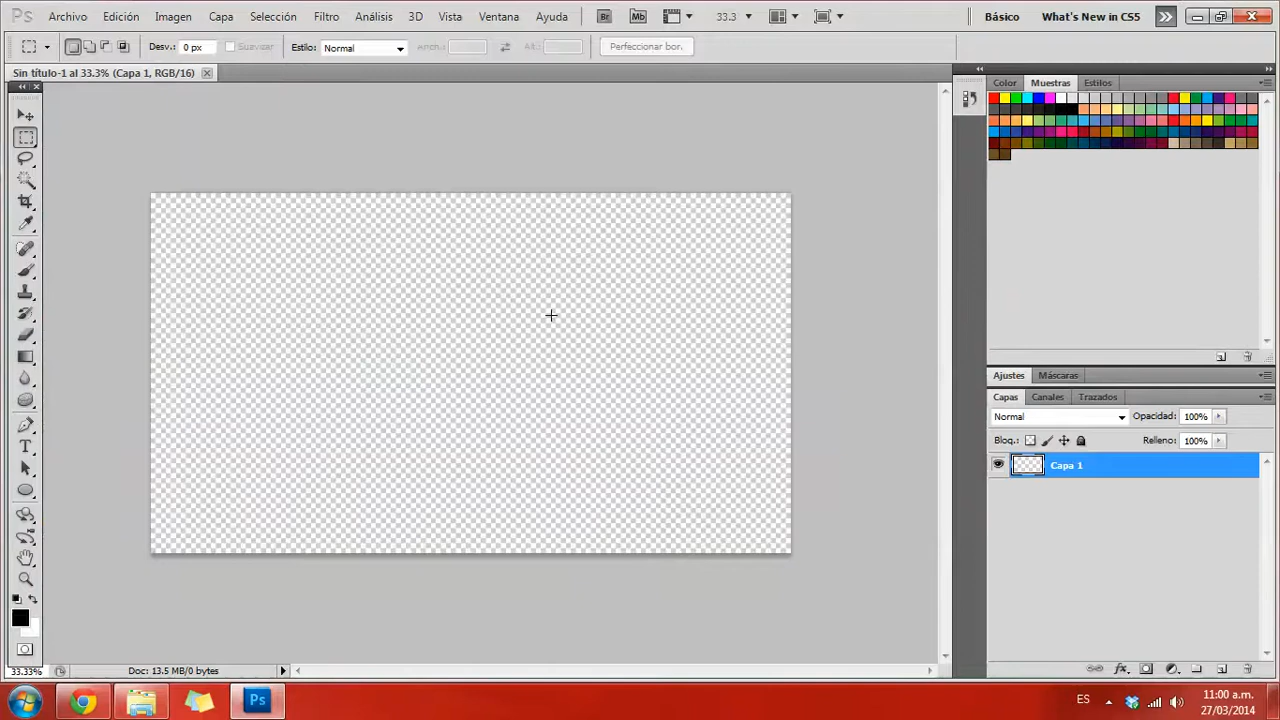 Ps Archivo Edición Imagen Capa Selección Filtro Análisis 3D Vista Ventana Ayuda Br Mb 33.3 Básico What's New in CS5
Desv.: 0 px Suavizar Estilo: Normal Anch.: Alt.: Perfeccionar bor.
Sin título-1 al 33.3% (Capa 1, RGB/16)
Color Muestras Estilos
Ajustes Máscaras
Capas Canales Trazados
Normal Opacidad: 100%
Bloq.: Relleno: 100%
Capa 1
33.33% Doc: 13.5 MB/0 bytes
Ps ES 11:00 a.m.
27/03/2014